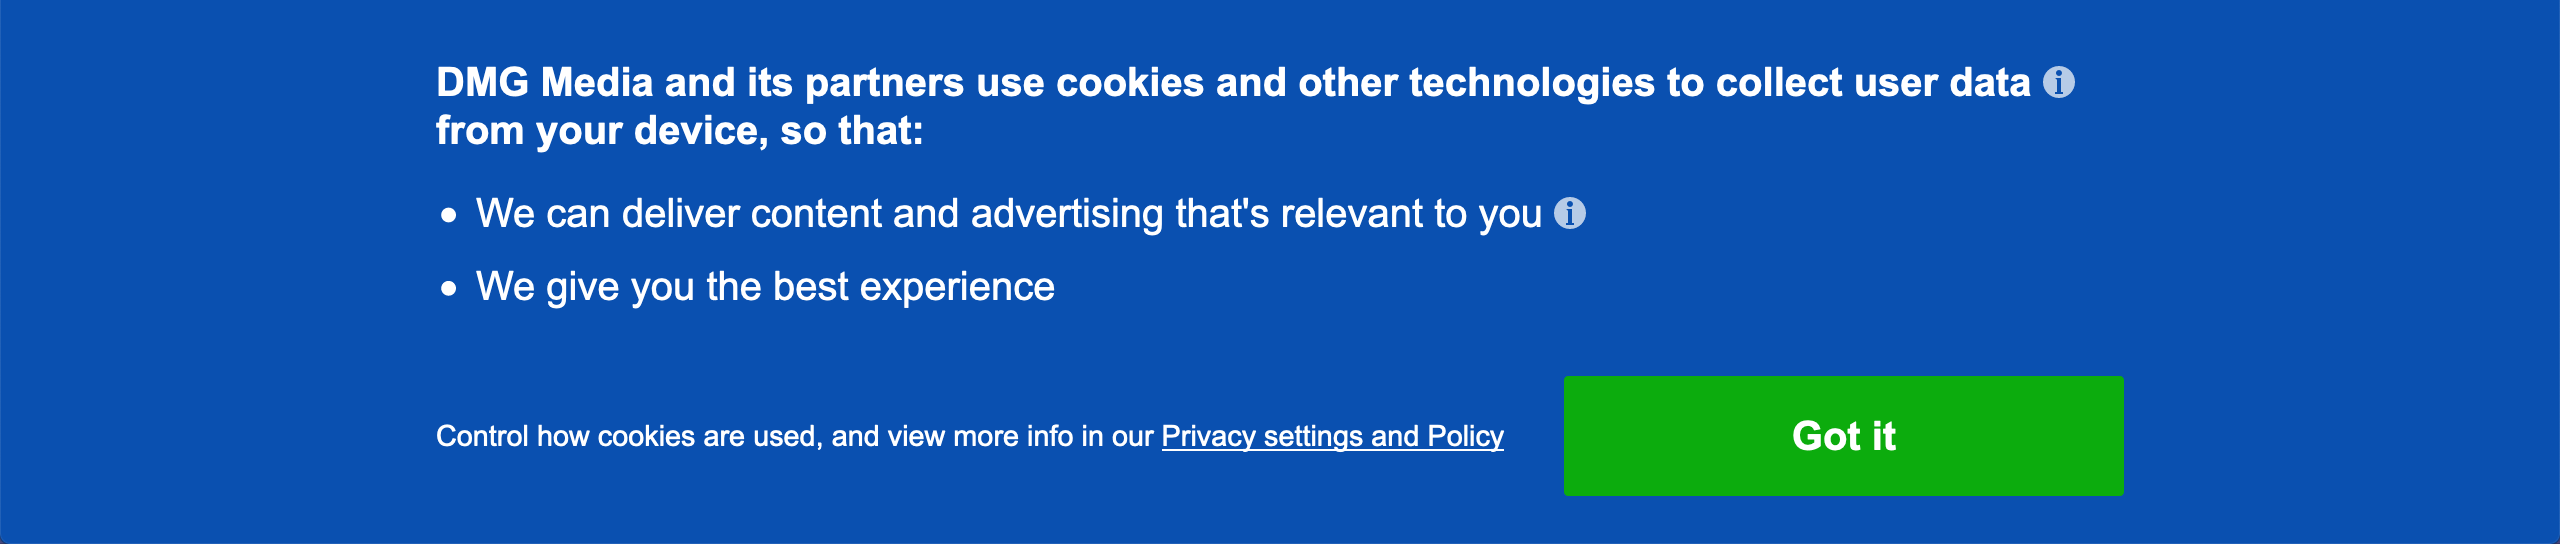 DMG Media and its partners use cookies and other technologies to collect user data
from your device, so that:
• We can deliver content and advertising that's relevant to you
• We give you the best experience
Control how cookies are used, and view more info in our Privacy settings and Policy
Got it